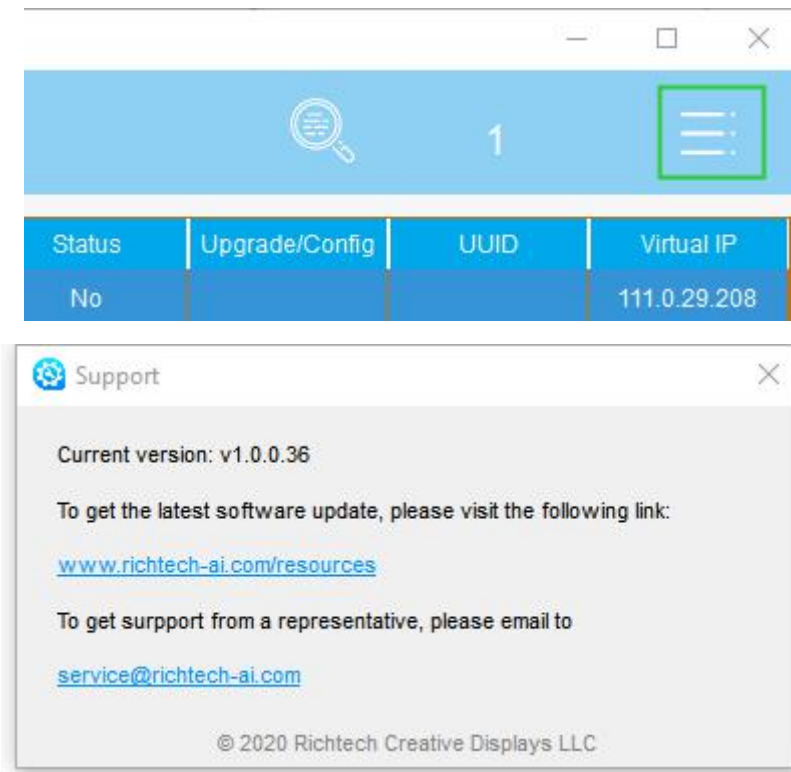 1
Status Upgrade/Config UUID Virtual IP
No 111.0.29.208
Support
Current version: v1.0.0.36
To get the latest software update, please visit the following link:
www.richtech-ai.com/resources
To get surpport from a representative, please email to
service@richtech-ai.com
© 2020 Richtech Creative Displays LLC